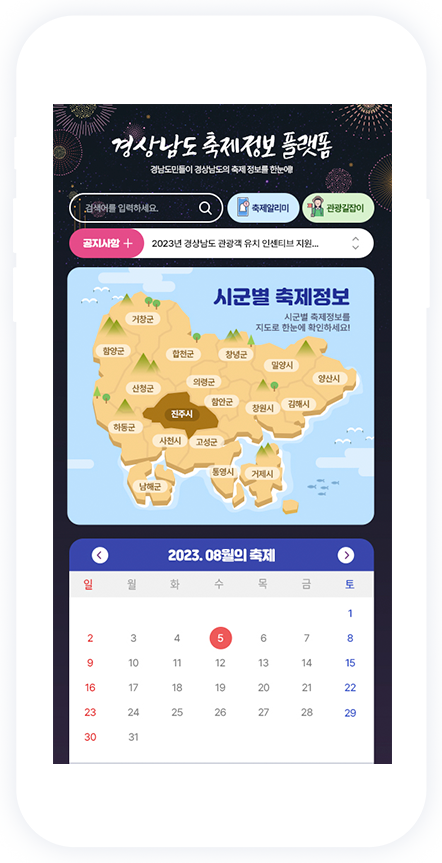 경상남도 축제정보 플랫폼
경남도민들이 경상남도의 축제 정보를 한눈에!
검색어를 입력하세요.
축제알리미
관광길잡이
공지사항 +
2023년 경상남도 관광객 유치 인센티브 지원...
시군별 축제정보
시군별 축제정보를
지도로 한눈에 확인하세요!
거창군
함양군
합천군
창녕군
밀양시
양산시
산청군
의령군
진주시
함안군
창원시
김해시
하동군
사천시
고성군
통영시
거제시
남해군
2023. 08월의 축제
일 월 화 수 목 금 토
1
2 3 4 5 6 7 8
9 10 11 12 13 14 15
16 17 18 19 20 21 22
23 24 25 26 27 28 29
30 31